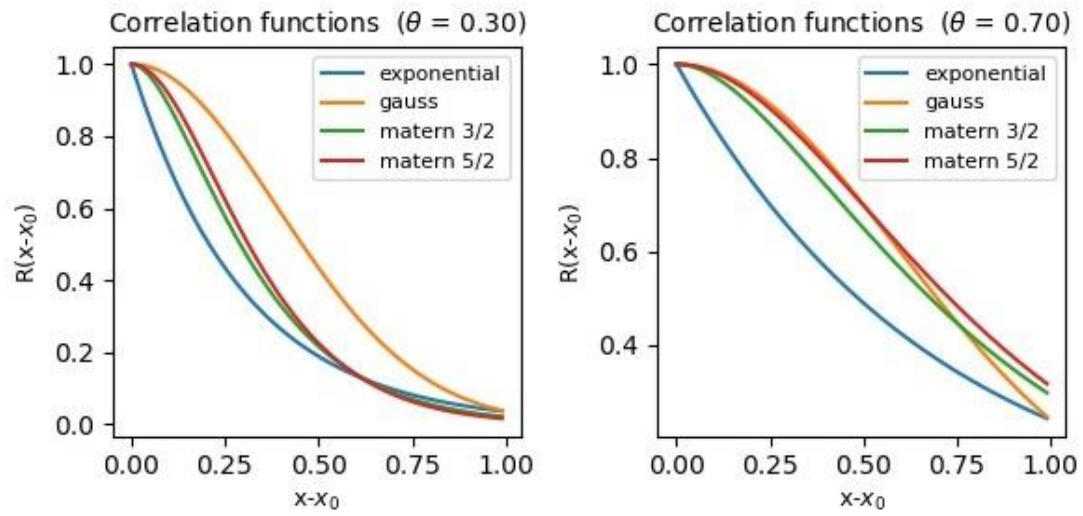 Correlation functions (θ = 0.30)
R(x-x₀)
1.0
0.8
0.6
0.4
0.2
0.0
exponential
gauss
matern 3/2
matern 5/2
0.00 0.25 0.50 0.75 1.00
x-x₀
Correlation functions (θ = 0.70)
R(x-x₀)
1.0
0.8
0.6
0.4
exponential
gauss
matern 3/2
matern 5/2
0.00 0.25 0.50 0.75 1.00
x-x₀